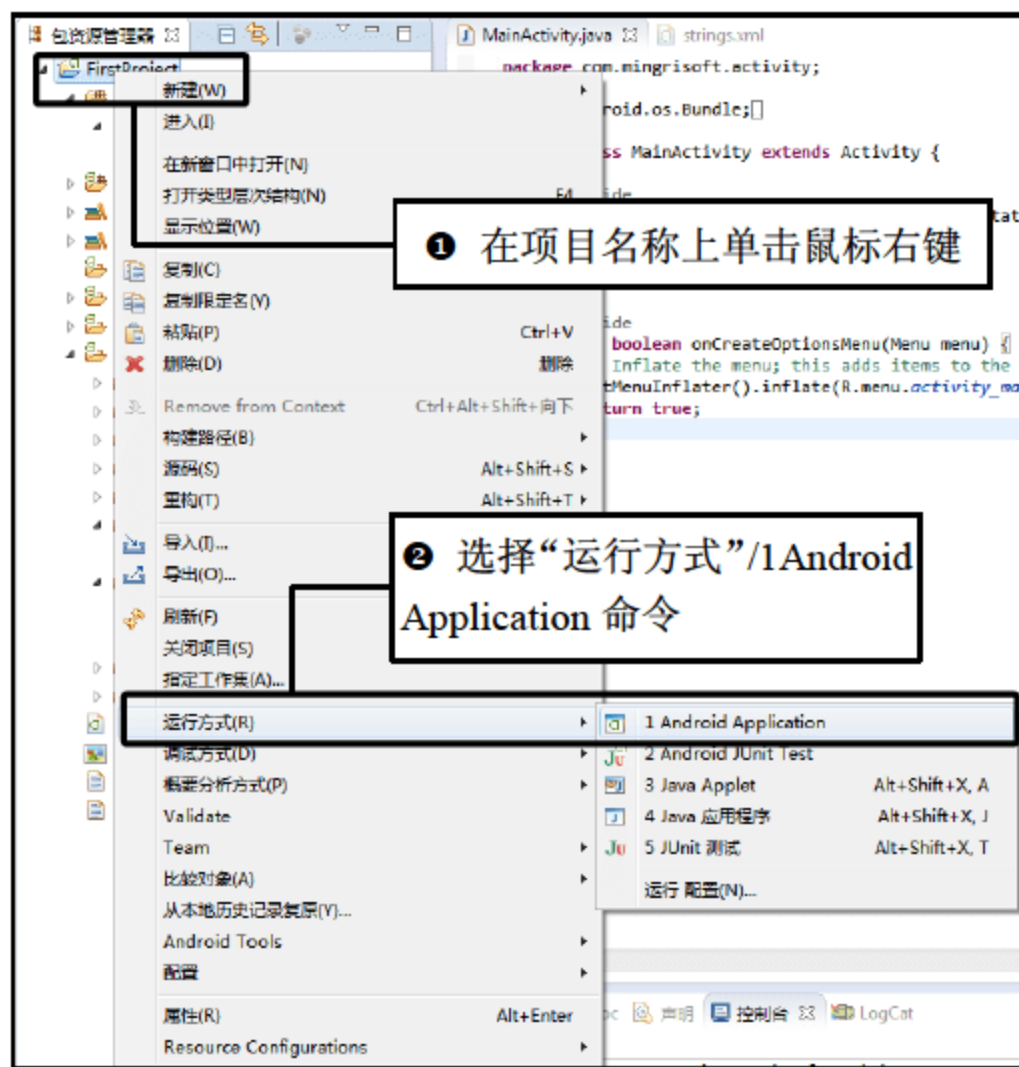 包资源管理器
MainActivity.java
strings.xml
FirstProject
package com.mingrisoft.activity;
roid.os.Bundle;
ss MainActivity extends Activity {
ide
tat
ide
boolean onCreateOptionsMenu(Menu menu) {
Inflate the menu; this adds items to the
tMenuInflater().inflate(R.menu.activity_ma
turn true;
新建(W)
进入(I)
在新窗口中打开(N)
打开类型层次结构(N) F4
显示位置(W)
❶ 在项目名称上单击鼠标右键
复制(C)
复制限定名(Y)
粘贴(P) Ctrl+V
删除(D) 删除
Remove from Context Ctrl+Alt+Shift+向下
构建路径(B)
源码(S) Alt+Shift+S
重构(T) Alt+Shift+T
导入(I)...
导出(O)...
❷ 选择“运行方式”/1Android
Application 命令
刷新(F)
关闭项目(S)
指定工作集(A)...
运行方式(R)
1 Android Application
调试方式(D)
2 Android JUnit Test
概要分析方式(P)
3 Java Applet Alt+Shift+X, A
Validate
4 Java 应用程序 Alt+Shift+X, J
Team
5 JUnit 测试 Alt+Shift+X, T
比较对象(A)
运行 配置(N)...
从本地历史记录复原(Y)...
Android Tools
配置
属性(R) Alt+Enter
oc 声明 控制台 LogCat
Resource Configurations